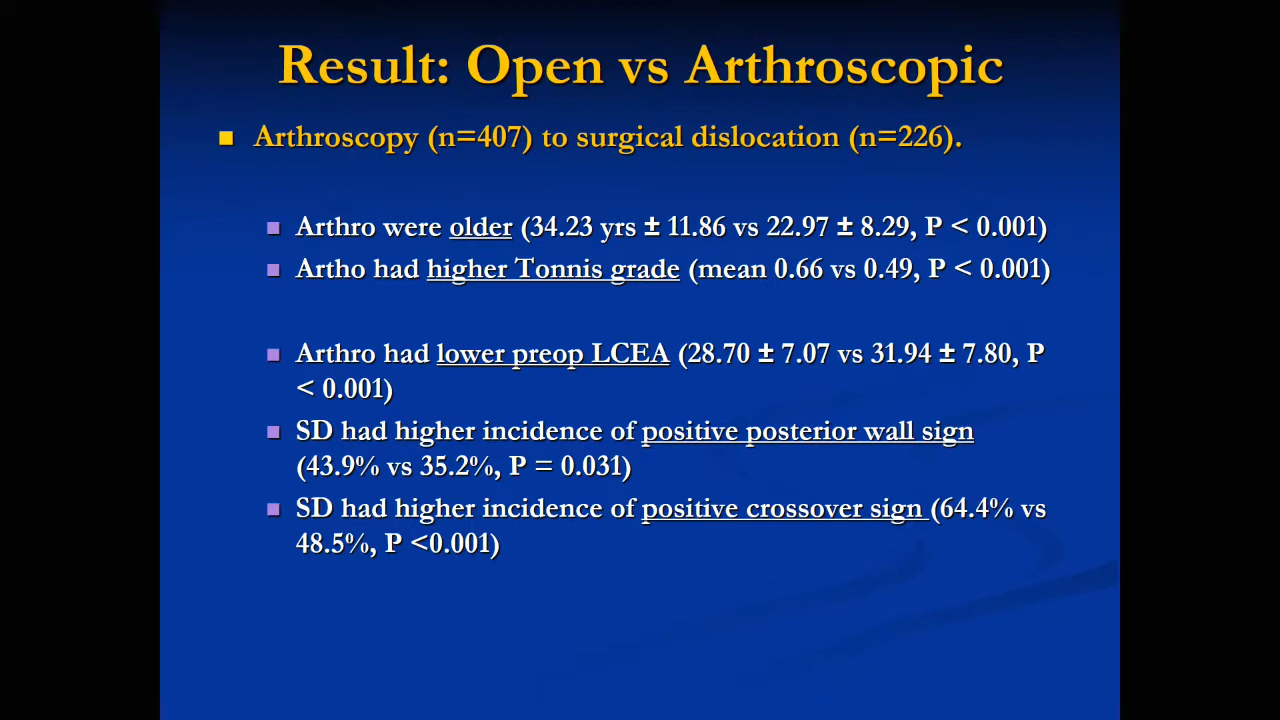 Result: Open vs Arthroscopic
Arthroscopy (n=407) to surgical dislocation (n=226).
Arthro were older (34.23 yrs ± 11.86 vs 22.97 ± 8.29, P < 0.001)
Artho had higher Tonnis grade (mean 0.66 vs 0.49, P < 0.001)
Arthro had lower preop LCEA (28.70 ± 7.07 vs 31.94 ± 7.80, P
< 0.001)
SD had higher incidence of positive posterior wall sign
(43.9% vs 35.2%, P = 0.031)
SD had higher incidence of positive crossover sign (64.4% vs
48.5%, P <0.001)